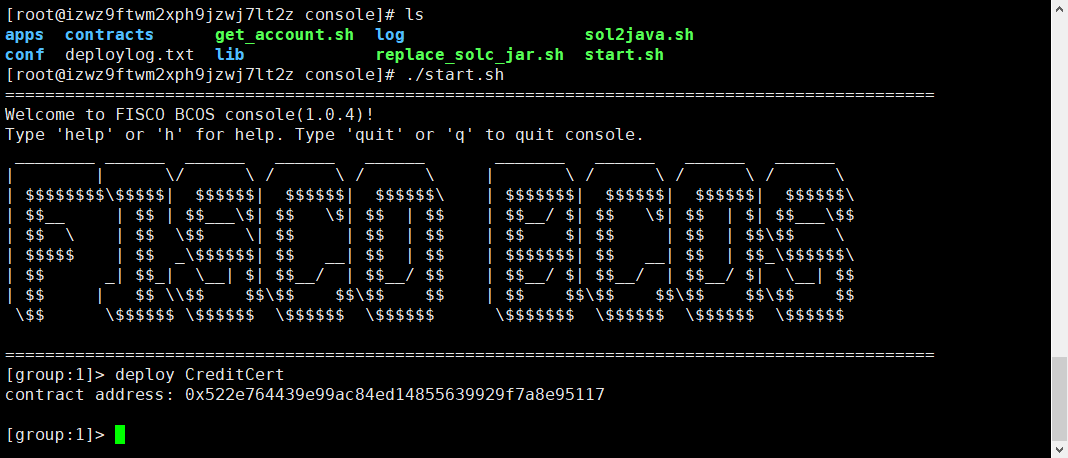 [root@izwz9ftwm2xph9jzwj7lt2z console]# ls
apps  contracts      get_account.sh  log                  sol2java.sh
conf  deploylog.txt  lib             replace_solc_jar.sh  start.sh
[root@izwz9ftwm2xph9jzwj7lt2z console]# ./start.sh
=============================================================================================
Welcome to FISCO BCOS console(1.0.4)!
Type 'help' or 'h' for help. Type 'quit' or 'q' to quit console.
 ________ ______  ______   ______   ______       _______   ______   ______   ______
|        |      \/      \ /      \ /      \     |       \ /      \ /      \ /      \
| $$$$$$$$\$$$$$|  $$$$$$|  $$$$$$|  $$$$$$\    | $$$$$$$|  $$$$$$|  $$$$$$|  $$$$$$\
| $$__     | $$ | $$___\$| $$   \$| $$  | $$    | $$__/ $| $$   \$| $$  | $| $$___\$$
| $$  \    | $$  \$$    \| $$     | $$  | $$    | $$    $| $$     | $$  | $$\$$    \
| $$$$$    | $$  _\$$$$$$| $$   __| $$  | $$    | $$$$$$$| $$   __| $$  | $$_\$$$$$$\
| $$      _| $$_|  \__| $| $$__/  | $$__/ $$    | $$__/ $| $$__/  | $$__/ $|  \__| $$
| $$     |   $$ \\$$    $$\$$    $$\$$    $$    | $$    $$\$$    $$\$$    $$\$$    $$
 \$$      \$$$$$$ \$$$$$$  \$$$$$$  \$$$$$$      \$$$$$$$  \$$$$$$  \$$$$$$  \$$$$$$
=============================================================================================
[group:1]> deploy CreditCert
contract address: 0x522e764439e99ac84ed14855639929f7a8e95117
[group:1]>